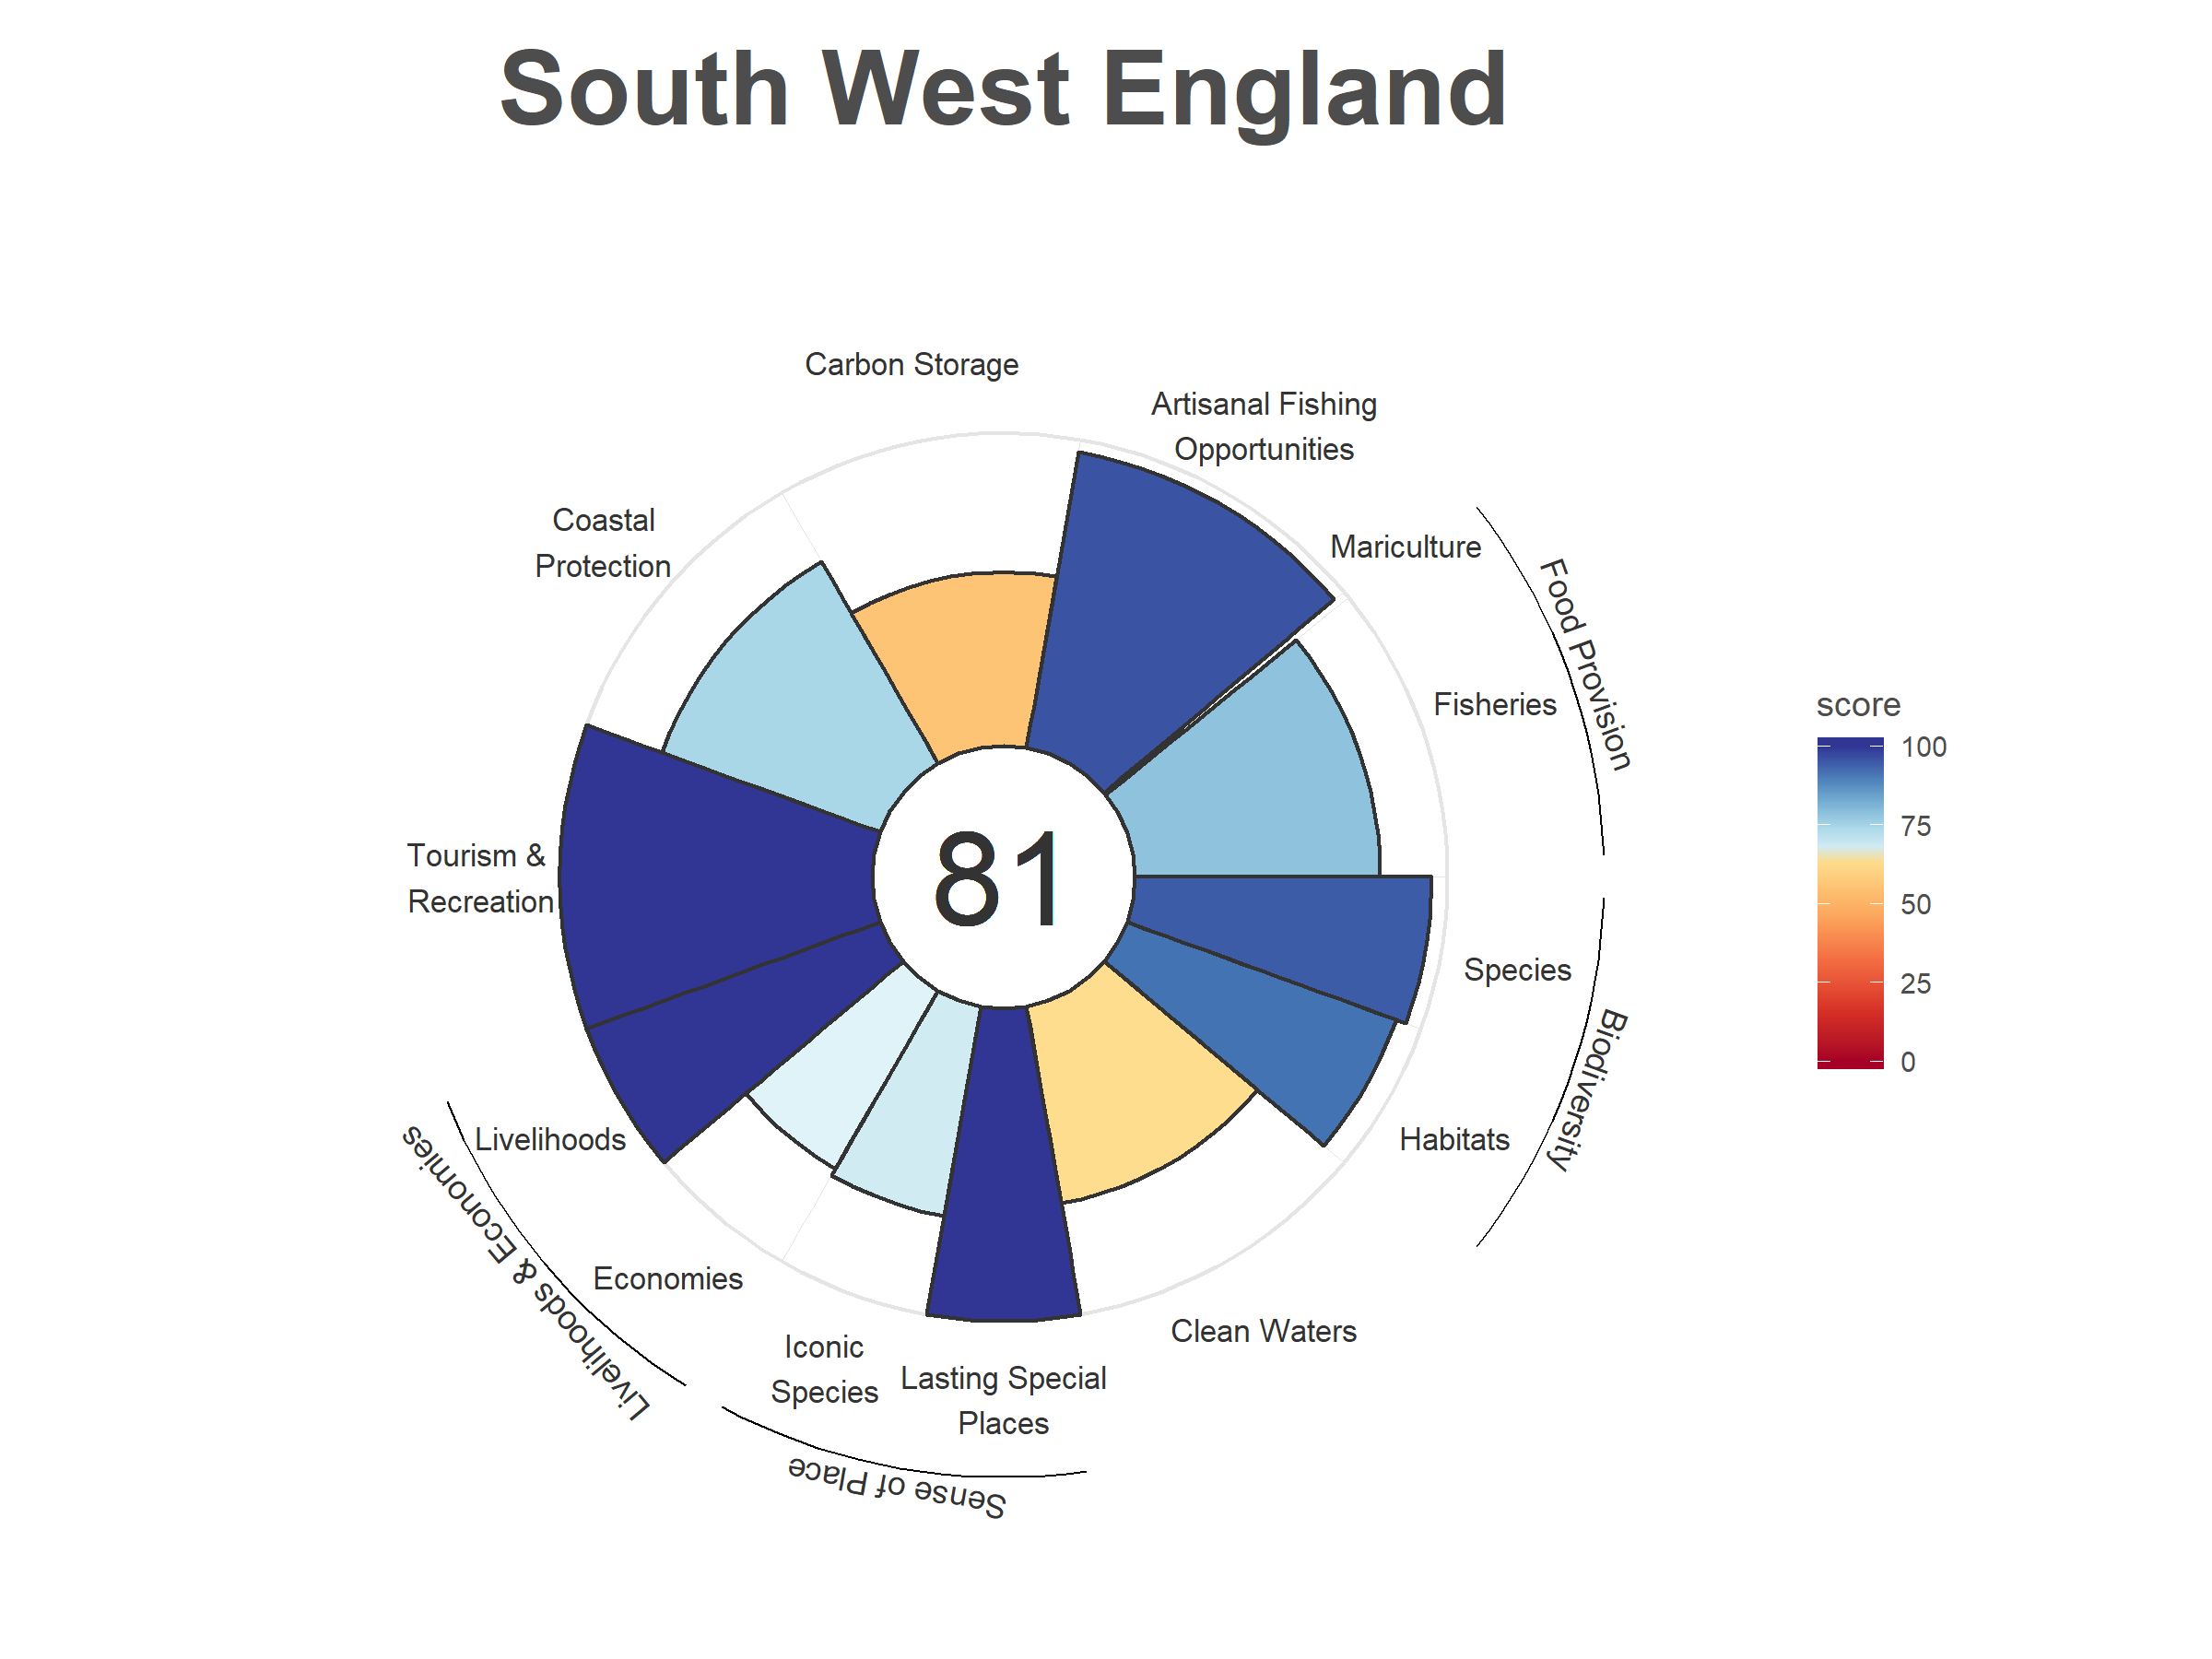 South West England
Carbon Storage
Artisanal Fishing
Opportunities
Coastal
Protection
Mariculture
Food Provision
Fisheries
score
100
75
50
25
0
81
Tourism &
Recreation
Species
Biodiversity
Habitats
Livelihoods
Livelihoods & Economies
Economies
Clean Waters
Iconic
Species
Lasting Special
Places
Sense of Place